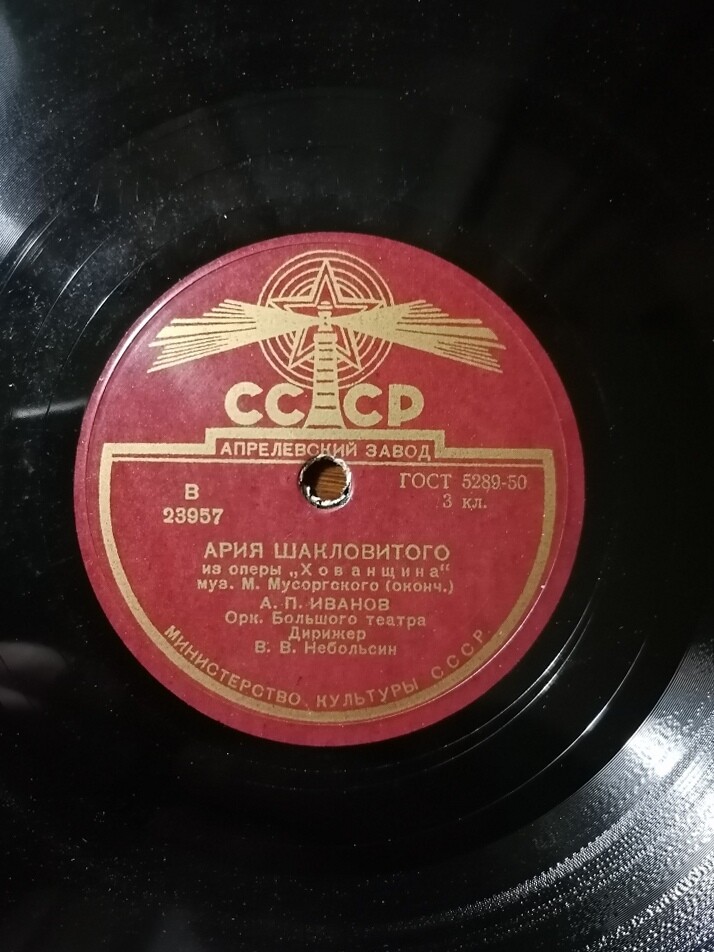 СССР
АПРЕЛЕВСКИЙ ЗАВОД
В
23957
ГОСТ 5289-50
3 кл.
АРИЯ ШАКЛОВИТОГО
из оперы „Хованщина"
муз. М. Мусоргского (оконч.)
А. П. ИВАНОВ
Орк. Большого театра
Дирижер
В. В. Небольсин
МИНИСТЕРСТВО КУЛЬТУРЫ СССР